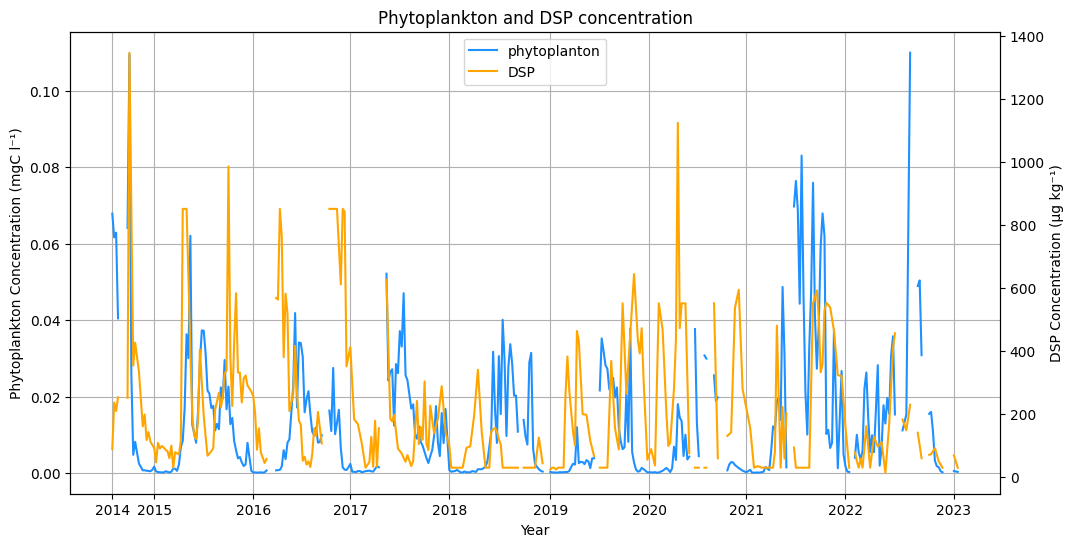 Phytoplankton and DSP concentration
phytoplanton
DSP
Phytoplankton Concentration (mgC l⁻¹)
0.10
0.08
0.06
0.04
0.02
0.00
1400
1200
1000
800
600
400
200
0
DSP Concentration (µg kg⁻¹)
2014 2015 2016 2017 2018 2019 2020 2021 2022 2023
Year